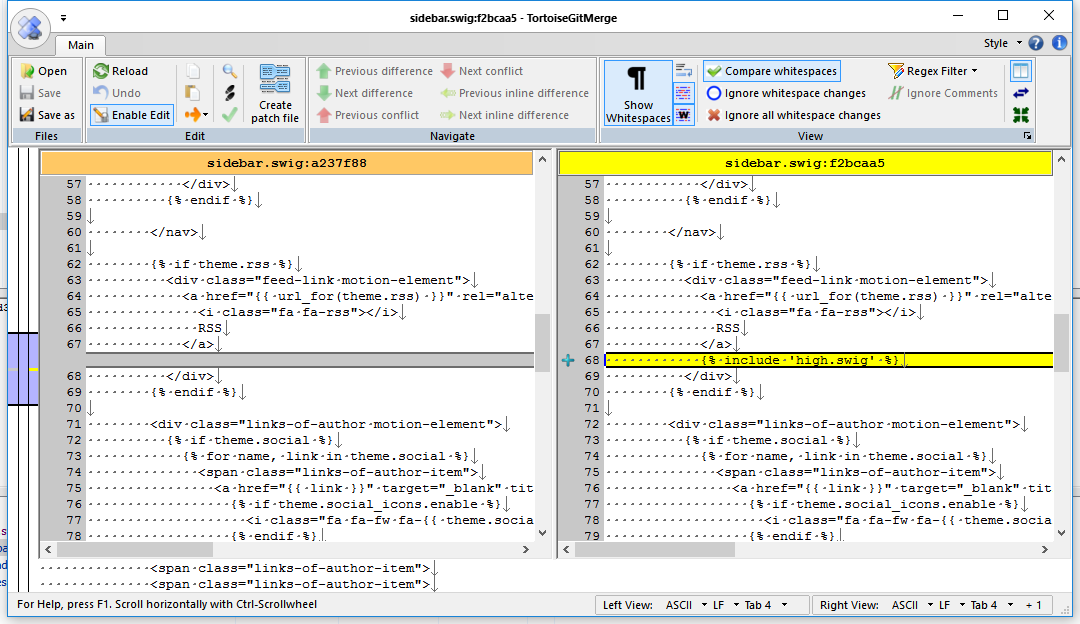 sidebar.swig:f2bcaa5 - TortoiseGitMerge
Main
Style
Open
Save
Save as
Files
Reload
Undo
Enable Edit
Create
patch file
Edit
Previous difference
Next difference
Previous conflict
Next conflict
Previous inline difference
Next inline difference
Navigate
Show
Whitespaces
Compare whitespaces
Ignore whitespace changes
Ignore all whitespace changes
Regex Filter
Ignore Comments
View
sidebar.swig:a237f88
57 ············</div>↓
58 ··········{%·endif·%}↓
59 ↓
60 ········</nav>↓
61 ↓
62 ········{%·if·theme.rss·%}↓
63 ··········<div·class="feed-link·motion-element">↓
64 ············<a·href="{{·url_for(theme.rss)·}}"·rel="alte
65 ··············<i·class="fa·fa-rss"></i>↓
66 ··············RSS↓
67 ············</a>↓
68 ··········</div>↓
69 ········{%·endif·%}↓
70 ↓
71 ········<div·class="links-of-author·motion-element">↓
72 ··········{%·if·theme.social·%}↓
73 ············{%·for·name,·link·in·theme.social·%}↓
74 ··············<span·class="links-of-author-item">↓
75 ················<a·href="{{·link·}}"·target="_blank"·tit
76 ··················{%·if·theme.social_icons.enable·%}↓
77 ····················<i·class="fa·fa-fw·fa-{{·theme.socia
78 ··················{%·endif·%}↓
sidebar.swig:f2bcaa5
57 ············</div>↓
58 ··········{%·endif·%}↓
59 ↓
60 ········</nav>↓
61 ↓
62 ········{%·if·theme.rss·%}↓
63 ··········<div·class="feed-link·motion-element">↓
64 ············<a·href="{{·url_for(theme.rss)·}}"·rel="alte
65 ··············<i·class="fa·fa-rss"></i>↓
66 ··············RSS↓
67 ············</a>↓
68 ············{%·include·'high.swig'·%}
69 ··········</div>↓
70 ········{%·endif·%}↓
71 ↓
72 ········<div·class="links-of-author·motion-element">↓
73 ··········{%·if·theme.social·%}↓
74 ············{%·for·name,·link·in·theme.social·%}↓
75 ··············<span·class="links-of-author-item">↓
76 ················<a·href="{{·link·}}"·target="_blank"·tit
77 ··················{%·if·theme.social_icons.enable·%}↓
78 ····················<i·class="fa·fa-fw·fa-{{·theme.socia
79 ··················{%·endif·%}↓
··············<span·class="links-of-author-item">↓
··············<span·class="links-of-author-item">↓
For Help, press F1. Scroll horizontally with Ctrl-Scrollwheel
Left View: ASCII LF Tab 4
Right View: ASCII LF Tab 4 + 1